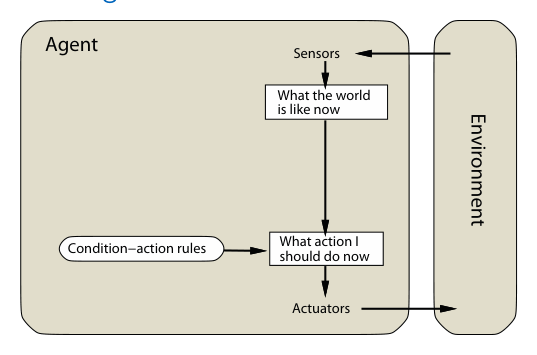 Agent
Sensors
What the world
is like now
Environment
Condition−action rules
What action I
should do now
Actuators